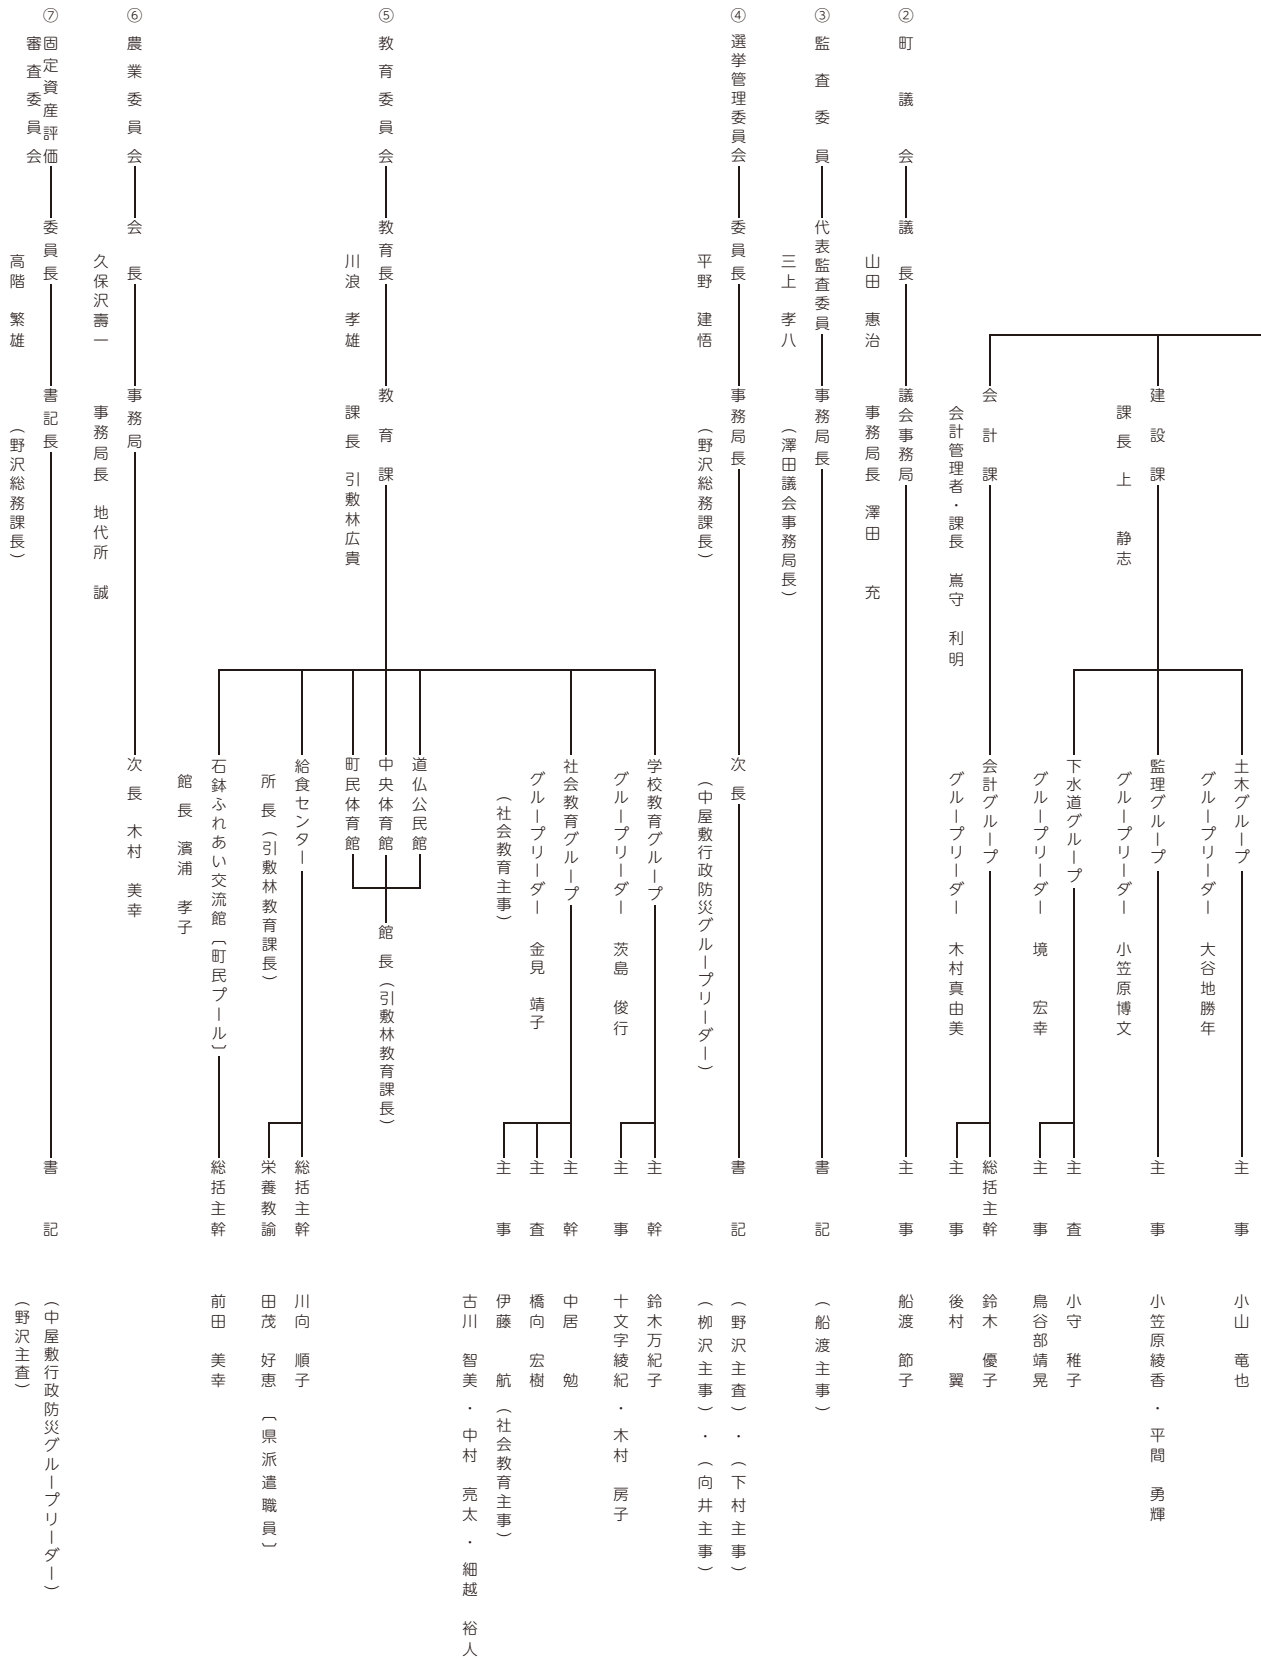 建設課
課長 上 静志
土木グループ
グループリーダー 大谷地勝年
主事 小山 竜也
監理グループ
グループリーダー 小笠原博文
主事 小笠原綾香・平間 勇輝
下水道グループ
グループリーダー 境 宏幸
主査 小守 稚子
主事 鳥谷部靖晃
会計課
会計管理者・課長 嶌守 利明
会計グループ
グループリーダー 木村真由美
総括主幹 鈴木 優子
主事 後村 翼
② 町議会
議長
山田 惠治
議会事務局
事務局長 澤田 充
主事 船渡 節子
③ 監査委員
代表監査委員
三上 孝八
事務局長
(澤田議会事務局長)
書記 (船渡主事)
④ 選挙管理委員会
委員長
平野 建悟
事務局長
(野沢総務課長)
次長
(中屋敷行政防災グループリーダー)
書記 (野沢主査)・(下村主事)
(栁沢主事)・(向井主事)
⑤ 教育委員会
教育長
川浪 孝雄
教育課
課長 引敷林広貴
学校教育グループ
グループリーダー 茨島 俊行
主幹 鈴木万紀子
主事 十文字綾紀・木村 房子
社会教育グループ
グループリーダー 金見 靖子
(社会教育主事)
主幹 中居 勉
主査 橋向 宏樹
主事 伊藤 航(社会教育主事)
古川 智美・中村 亮太・細越 裕人
道仏公民館
中央体育館
町民体育館
館長(引敷林教育課長)
給食センター
所長(引敷林教育課長)
総括主幹 川向 順子
栄養教諭 田茂 好恵〔県派遣職員〕
石鉢ふれあい交流館〔町民プール〕
館長 濱浦 孝子
総括主幹 前田 美幸
⑥ 農業委員会
会長
久保沢壽一
事務局
事務局長 地代所 誠
次長 木村 美幸
⑦ 固定資産評価
審査委員会
委員長
高階 繁雄
書記長
(野沢総務課長)
書記 (中屋敷行政防災グループリーダー)
(野沢主査)